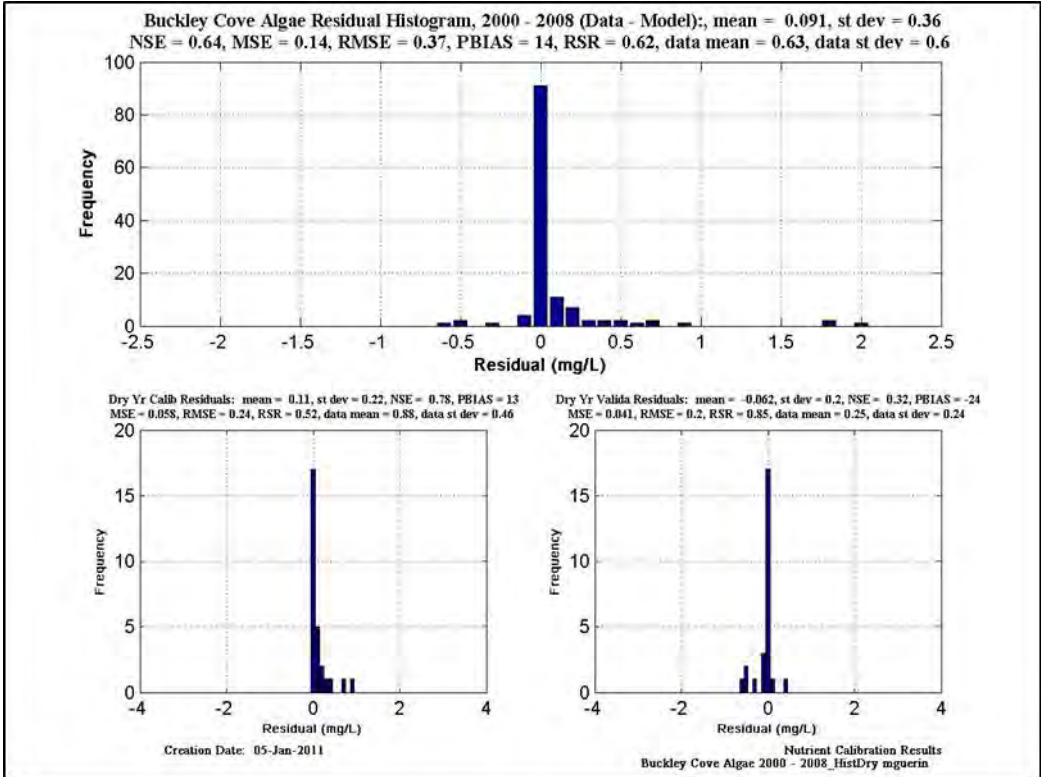 Buckley Cove Algae Residual Histogram, 2000 - 2008 (Data - Model):, mean = 0.091, st dev = 0.36
NSE = 0.64, MSE = 0.14, RMSE = 0.37, PBIAS = 14, RSR = 0.62, data mean = 0.63, data st dev = 0.6
100
80
60
40
20
0
Frequency
-2.5 -2 -1.5 -1 -0.5 0 0.5 1 1.5 2 2.5
Residual (mg/L)
Dry Yr Calib Residuals: mean = 0.11, st dev = 0.22, NSE = 0.78, PBIAS = 13
MSE = 0.058, RMSE = 0.24, RSR = 0.52, data mean = 0.88, data st dev = 0.46
20
15
10
5
0
Frequency
-4 -2 0 2 4
Residual (mg/L)
Dry Yr Valida Residuals: mean = -0.062, st dev = 0.2, NSE = 0.32, PBIAS = -24
MSE = 0.041, RMSE = 0.2, RSR = 0.85, data mean = 0.25, data st dev = 0.24
20
15
10
5
0
Frequency
-4 -2 0 2 4
Residual (mg/L)
Creation Date: 05-Jan-2011
Nutrient Calibration Results
Buckley Cove Algae 2000 - 2008_HistDry mguerin